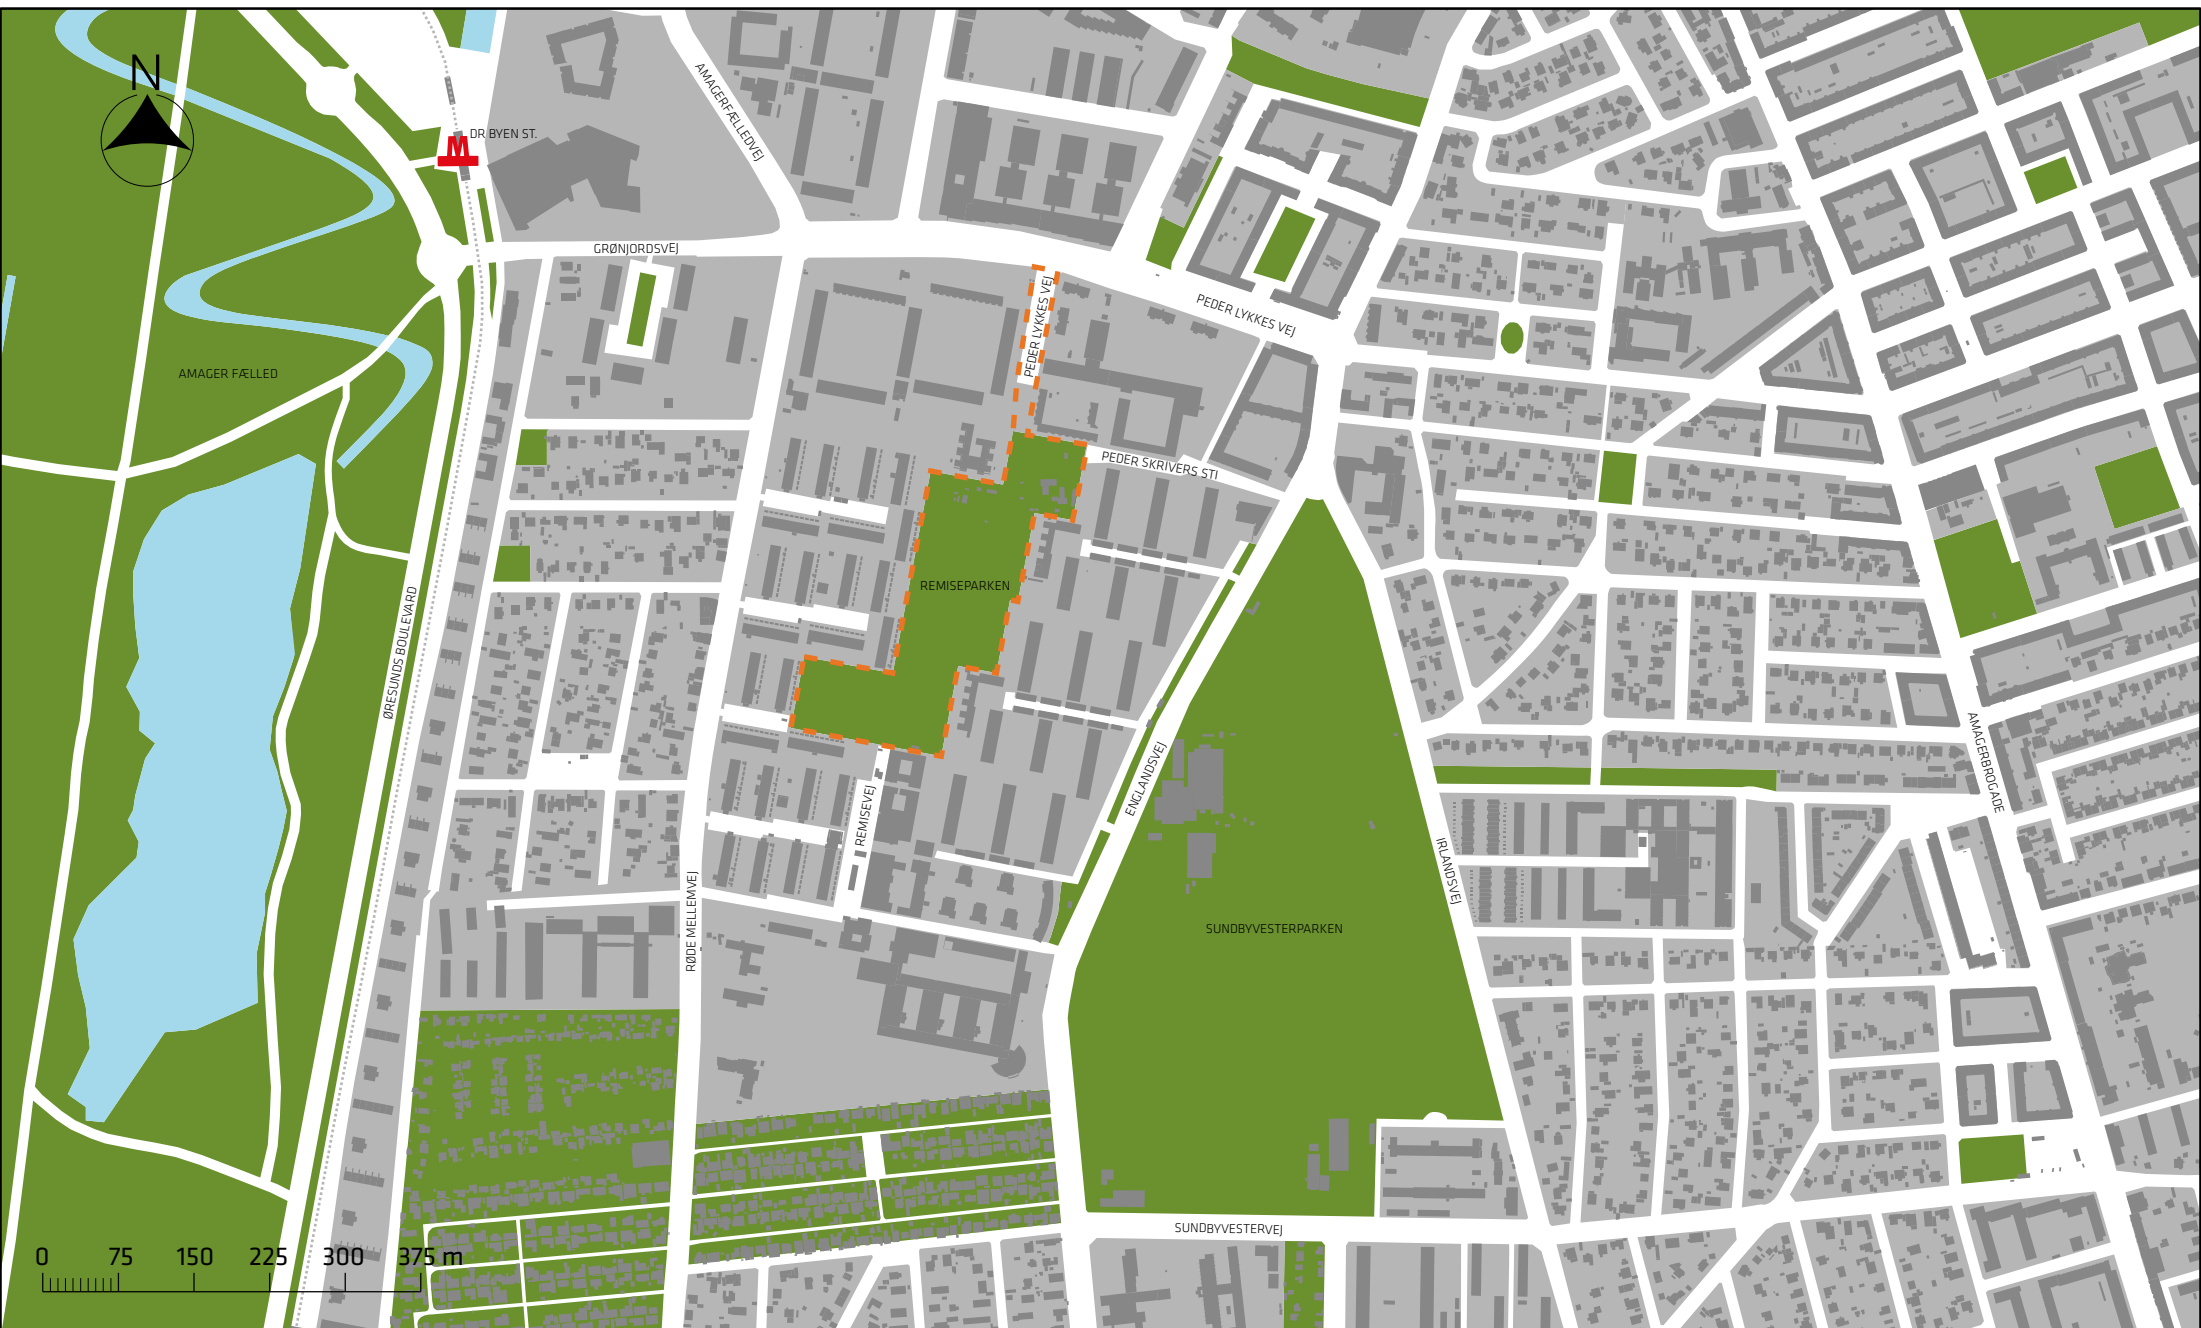 N
M
DR BYEN ST.
AMAGERFÆLLEDVEJ
GRØNJORDSVEJ
PEDER LYKKES VEJ
PEDER LYKKES VEJ
AMAGER FÆLLED
PEDER SKRIVERS STI
REMISEPARKEN
ØRESUNDS BOULEVARD
AMAGERBROGADE
ENGLANDSVEJ
REMISEVEJ
IRLANDSVEJ
RØDE MELLEMVEJ
SUNDBYVESTERPARKEN
SUNDBYVESTERVEJ
0 75 150 225 300 375 m